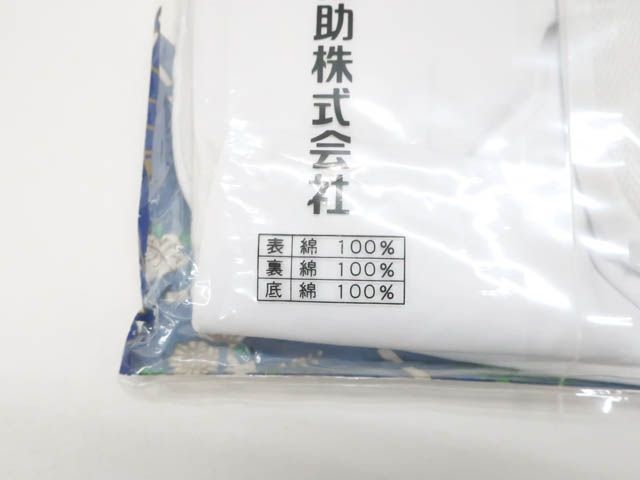 助株式会社
表 綿 100%
裏 綿 100%
底 綿 100%